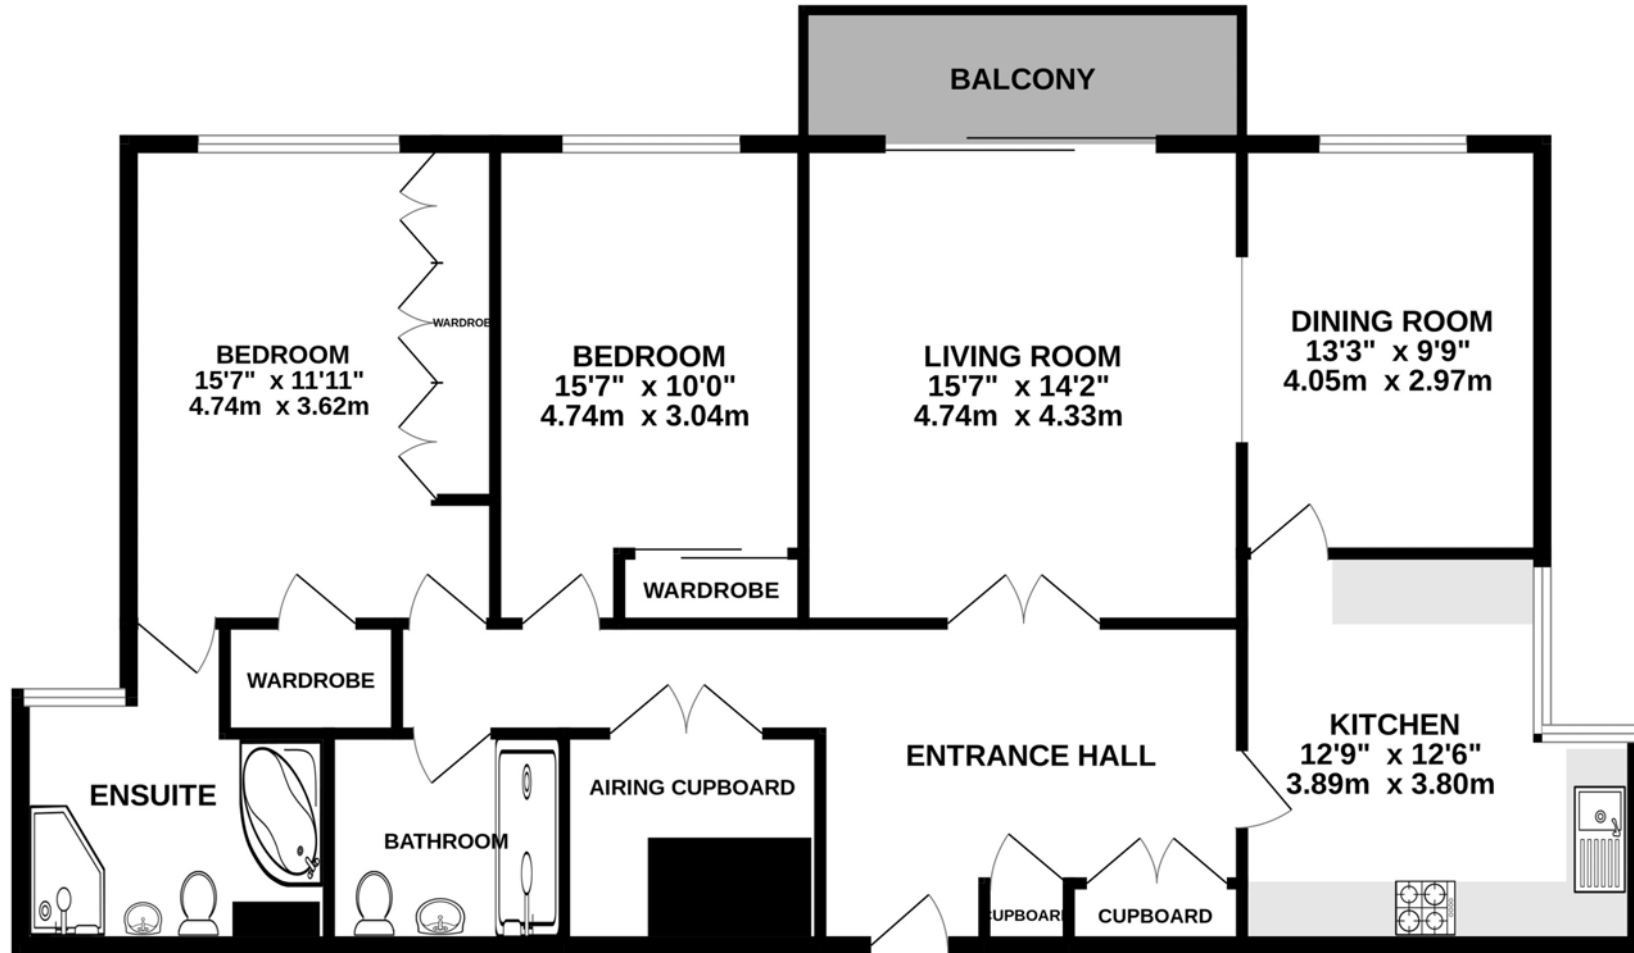 BALCONY
BEDROOM
15'7" x 11'11"
4.74m x 3.62m
WARDROBE
BEDROOM
15'7" x 10'0"
4.74m x 3.04m
LIVING ROOM
15'7" x 14'2"
4.74m x 4.33m
DINING ROOM
13'3" x 9'9"
4.05m x 2.97m
WARDROBE
WARDROBE
ENSUITE
BATHROOM
AIRING CUPBOARD
ENTRANCE HALL
KITCHEN
12'9" x 12'6"
3.89m x 3.80m
CUPBOARD
CUPBOARD